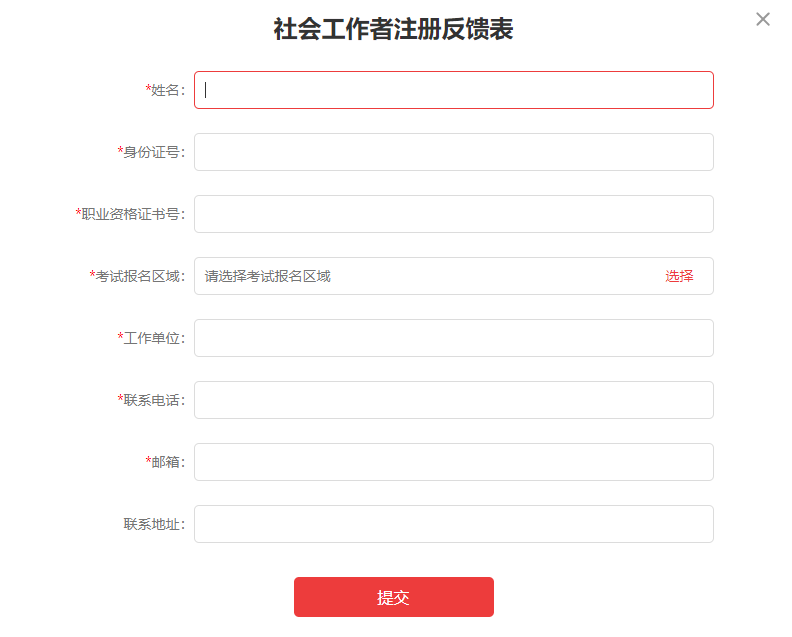 社会工作者注册反馈表
*姓名：
*身份证号：
*职业资格证书号：
*考试报名区域： 请选择考试报名区域 选择
*工作单位：
*联系电话：
*邮箱：
联系地址：
提交